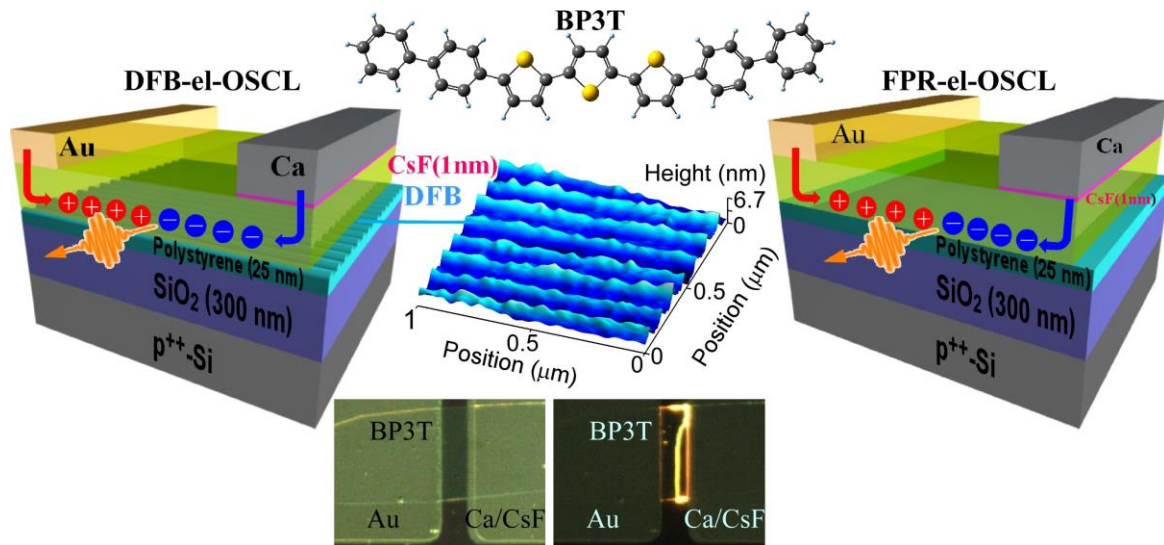 BP3T
DFB-el-OSCL
FPR-el-OSCL
Au
Ca
CsF(1nm)
DFB
Polystyrene (25 nm)
SiO₂ (300 nm)
p⁺⁺-Si
Height (nm)
6.7
0
0.5
0
Position (μm)
1
0.5
0
Position (μm)
Au
Ca
CsF(1nm)
Polystyrene (25 nm)
SiO₂ (300 nm)
p⁺⁺-Si
BP3T
Au
Ca/CsF
BP3T
Au
Ca/CsF